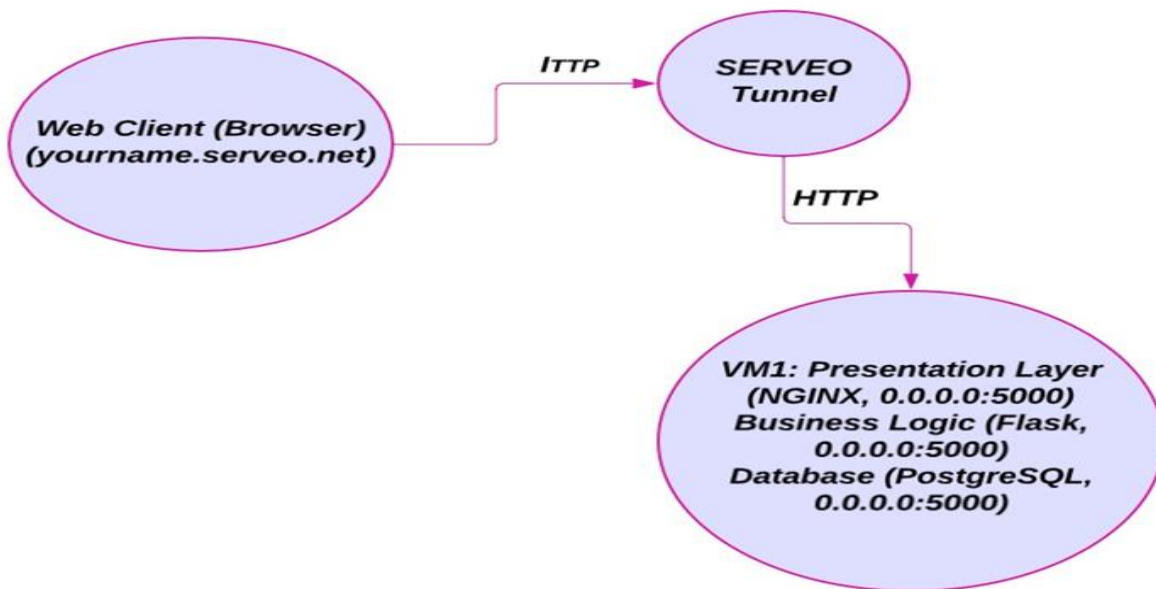 Web Client (Browser)
(yourname.serveo.net)
ITTP
SERVEO
Tunnel
HTTP
VM1: Presentation Layer
(NGINX, 0.0.0.0:5000)
Business Logic (Flask,
0.0.0.0:5000)
Database (PostgreSQL,
0.0.0.0:5000)